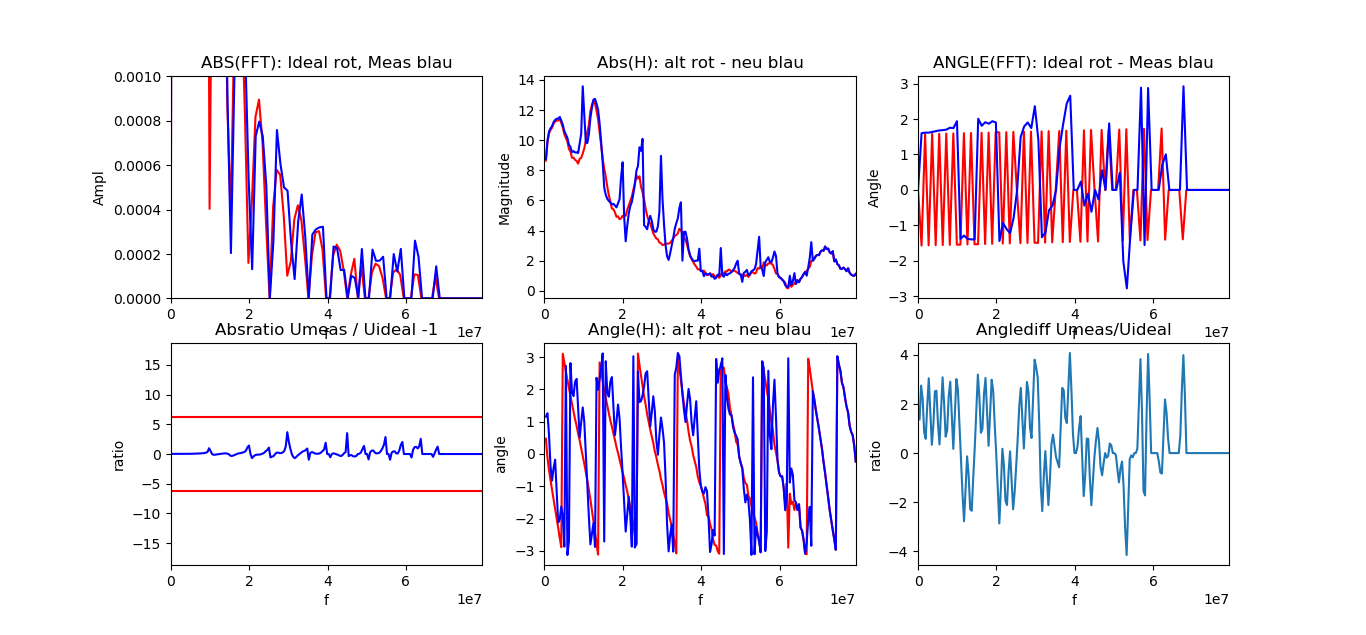 ABS(FFT): Ideal rot, Meas blau
0.0010
0.0008
0.0006
0.0004
0.0002
0.0000
Ampl
0 2 4 6
f
1e7
Abs(H): alt rot - neu blau
14
12
10
8
6
4
2
0
Magnitude
0 2 4 6
f
1e7
ANGLE(FFT): Ideal rot - Meas blau
3
2
1
0
−1
−2
−3
Angle
0 2 4 6
f
1e7
Absratio Umeas / Uideal -1
15
10
5
0
−5
−10
−15
ratio
0 2 4 6
f
1e7
Angle(H): alt rot - neu blau
3
2
1
0
−1
−2
−3
angle
0 2 4 6
f
1e7
Anglediff Umeas/Uideal
4
2
0
−2
−4
ratio
0 2 4 6
f
1e7